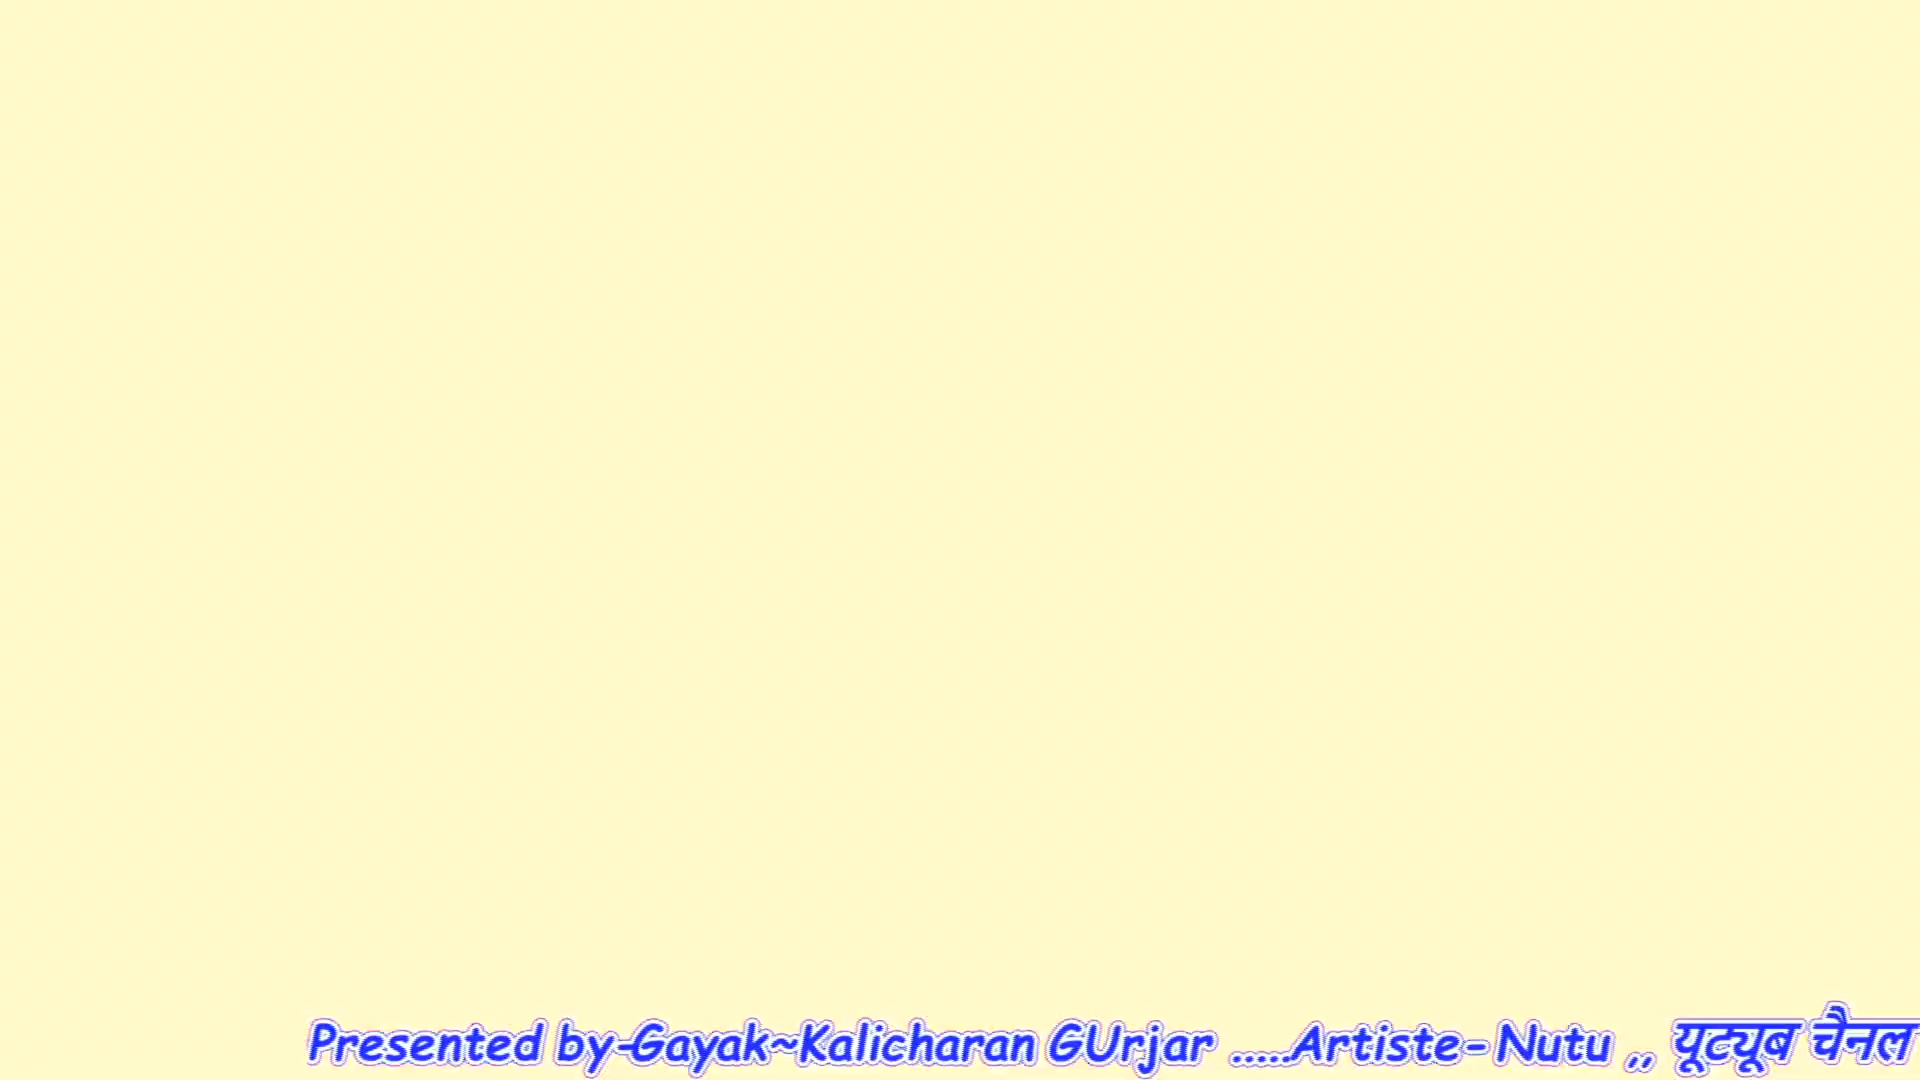 Presented by-Gayak~Kalicharan GUrjar .....Artiste- Nutu ,, यूट्यूब चैनल